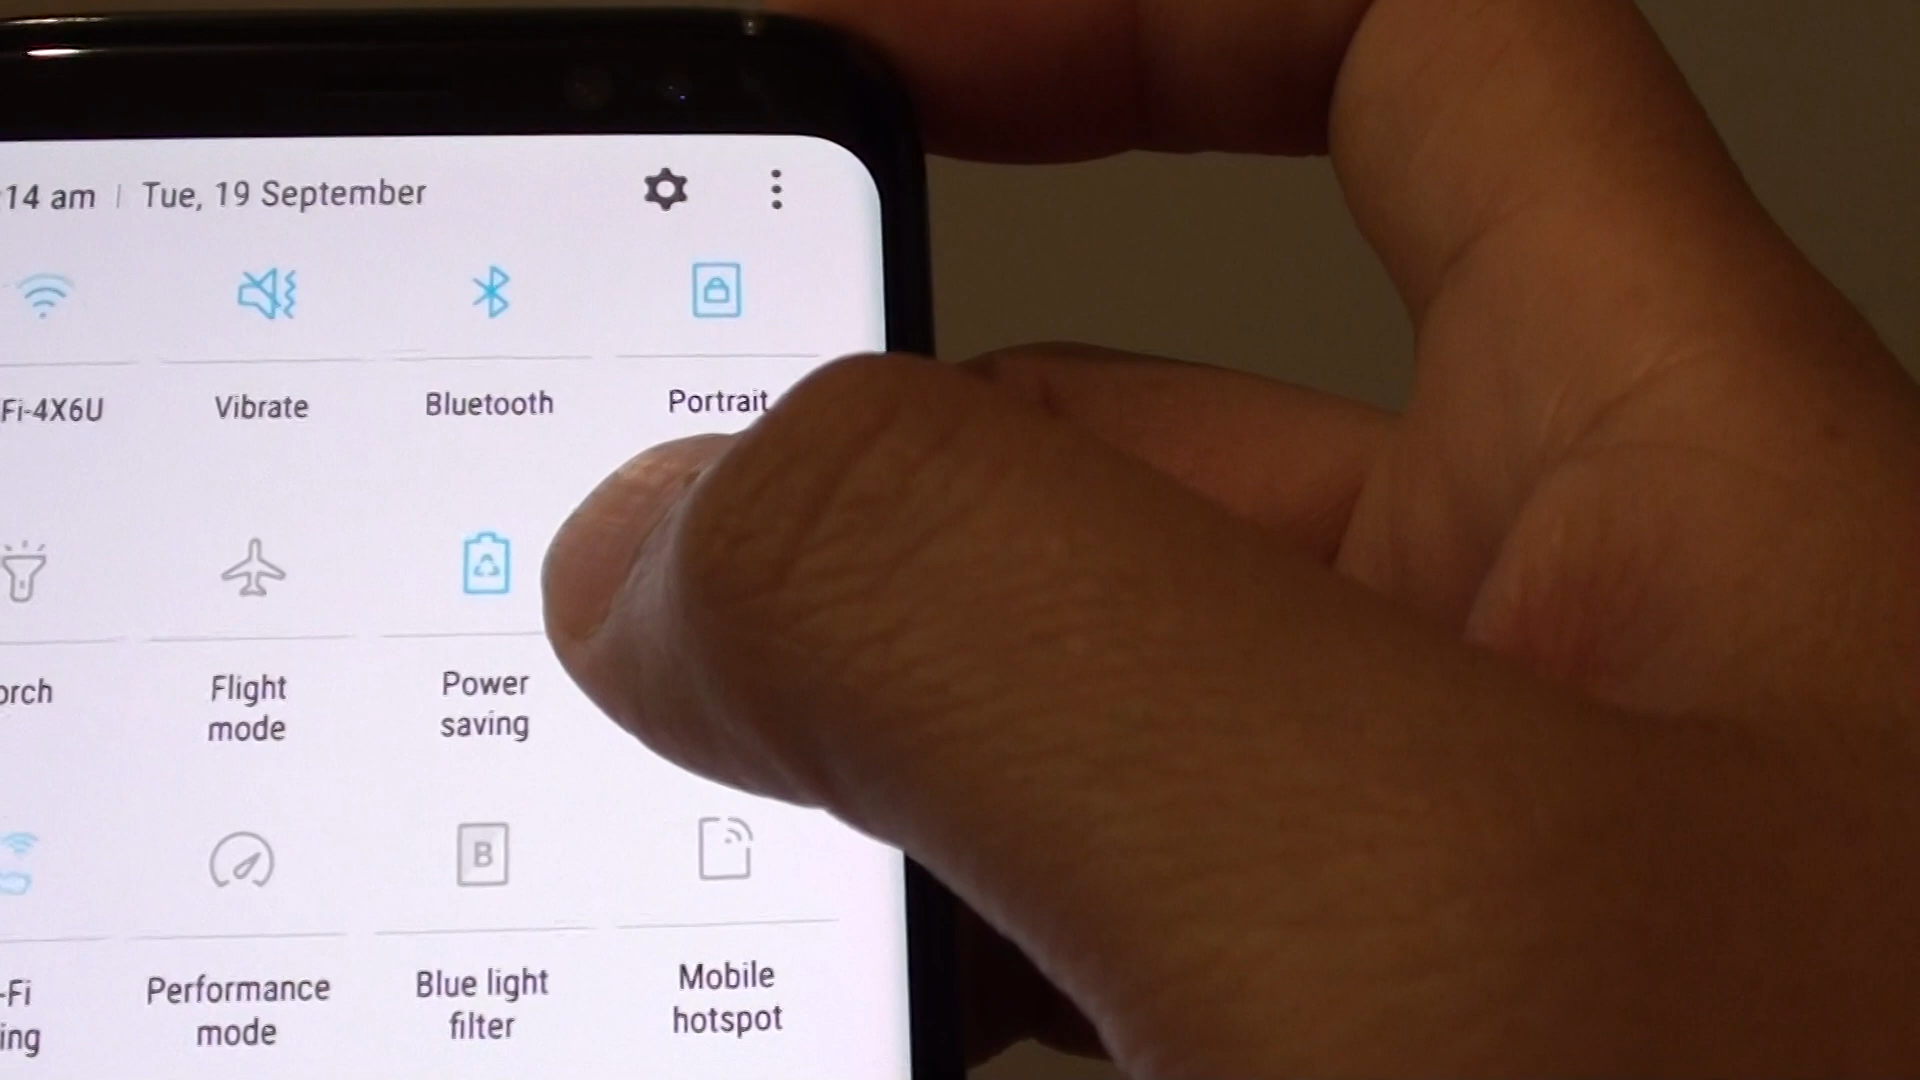 :14 am | Tue, 19 September
Fi-4X6U Vibrate Bluetooth Portrait
orch Flight mode Power saving
B
-Fi
ing
Performance
mode
Blue light
filter
Mobile
hotspot